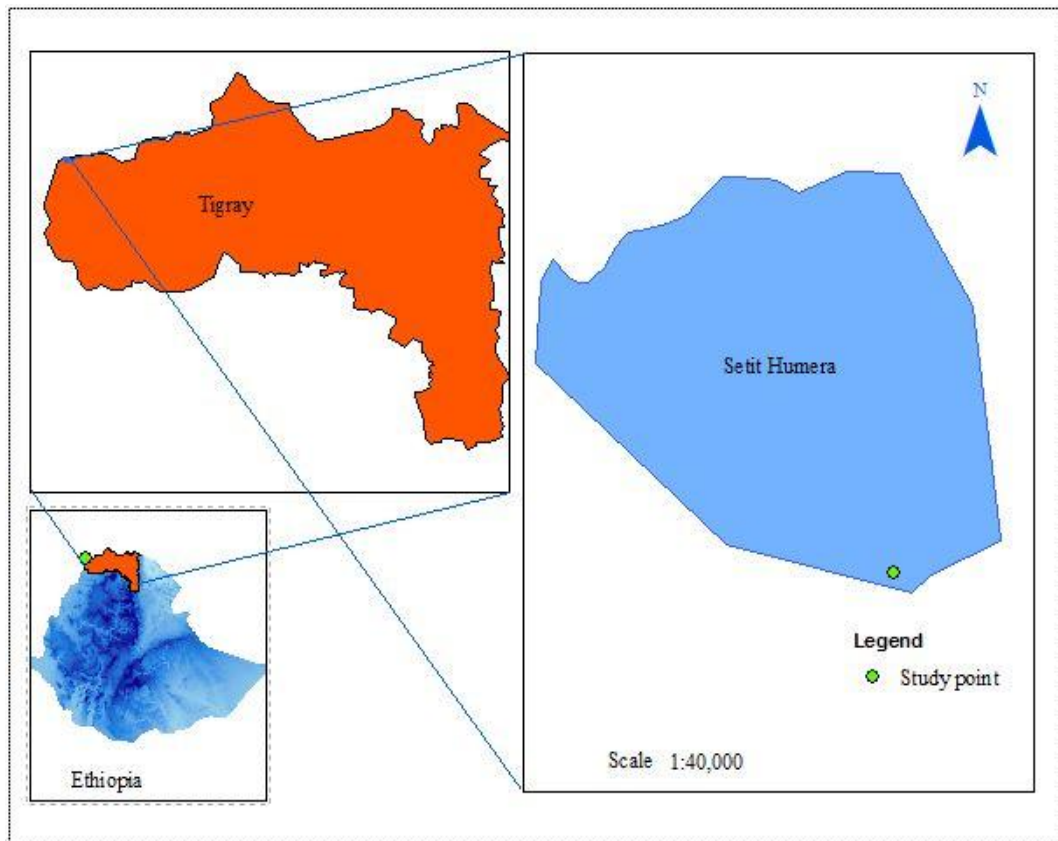 N
Tigray
Setit Humera
Legend
Study point
Scale 1:40,000
Ethiopia